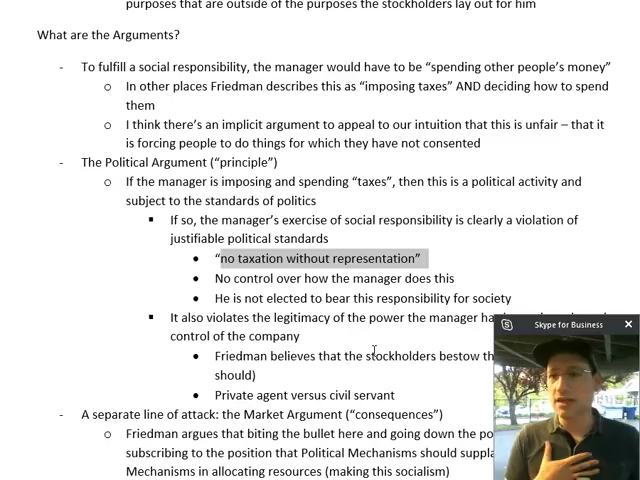 purposes that are outside of the purposes the stockholders lay out for him
What are the Arguments?
- To fulfill a social responsibility, the manager would have to be “spending other people’s money”
o In other places Friedman describes this as “imposing taxes” AND deciding how to spend
them
o I think there’s an implicit argument to appeal to our intuition that this is unfair – that it
is forcing people to do things for which they have not consented
- The Political Argument (“principle”)
o If the manager is imposing and spending “taxes”, then this is a political activity and
subject to the standards of politics
▪ If so, the manager’s exercise of social responsibility is clearly a violation of
justifiable political standards
• “no taxation without representation”
• No control over how the manager does this
• He is not elected to bear this responsibility for society
▪ It also violates the legitimacy of the power the manager
control of the company
• Friedman believes that the stockholders bestow
should)
• Private agent versus civil servant
- A separate line of attack: the Market Argument (“consequences”)
o Friedman argues that biting the bullet here and going down the
subscribing to the position that Political Mechanisms should
Mechanisms in allocating resources (making this socialism)
Skype for Business